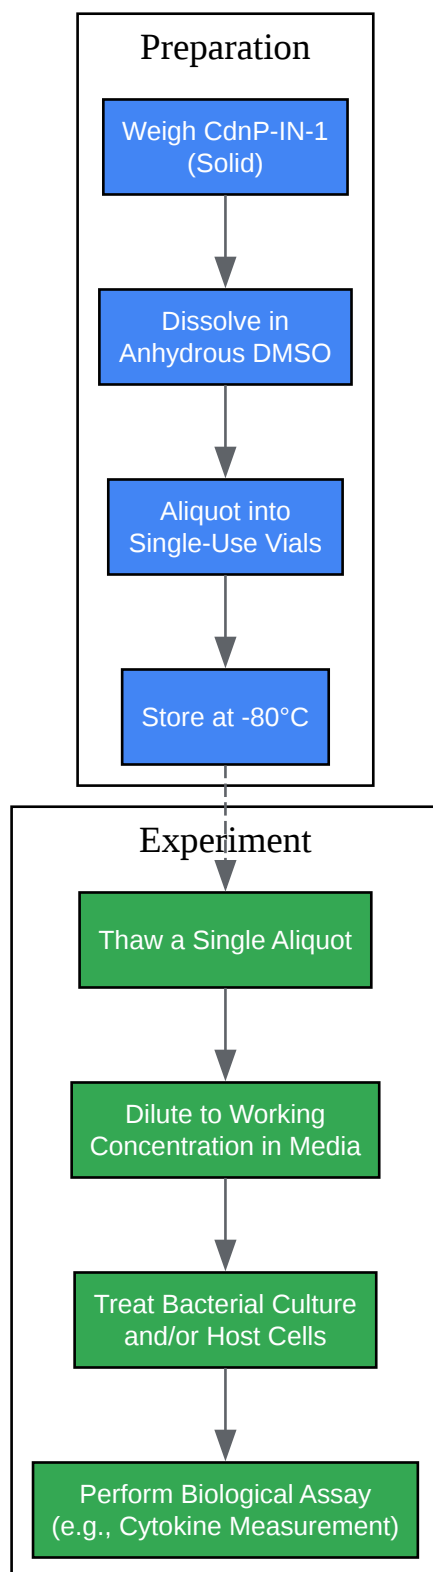 Preparation
Weigh CdnP-IN-1
(Solid)
Dissolve in
Anhydrous DMSO
Aliquot into
Single-Use Vials
Store at -80°C
Experiment
Thaw a Single Aliquot
Dilute to Working
Concentration in Media
Treat Bacterial Culture
and/or Host Cells
Perform Biological Assay
(e.g., Cytokine Measurement)